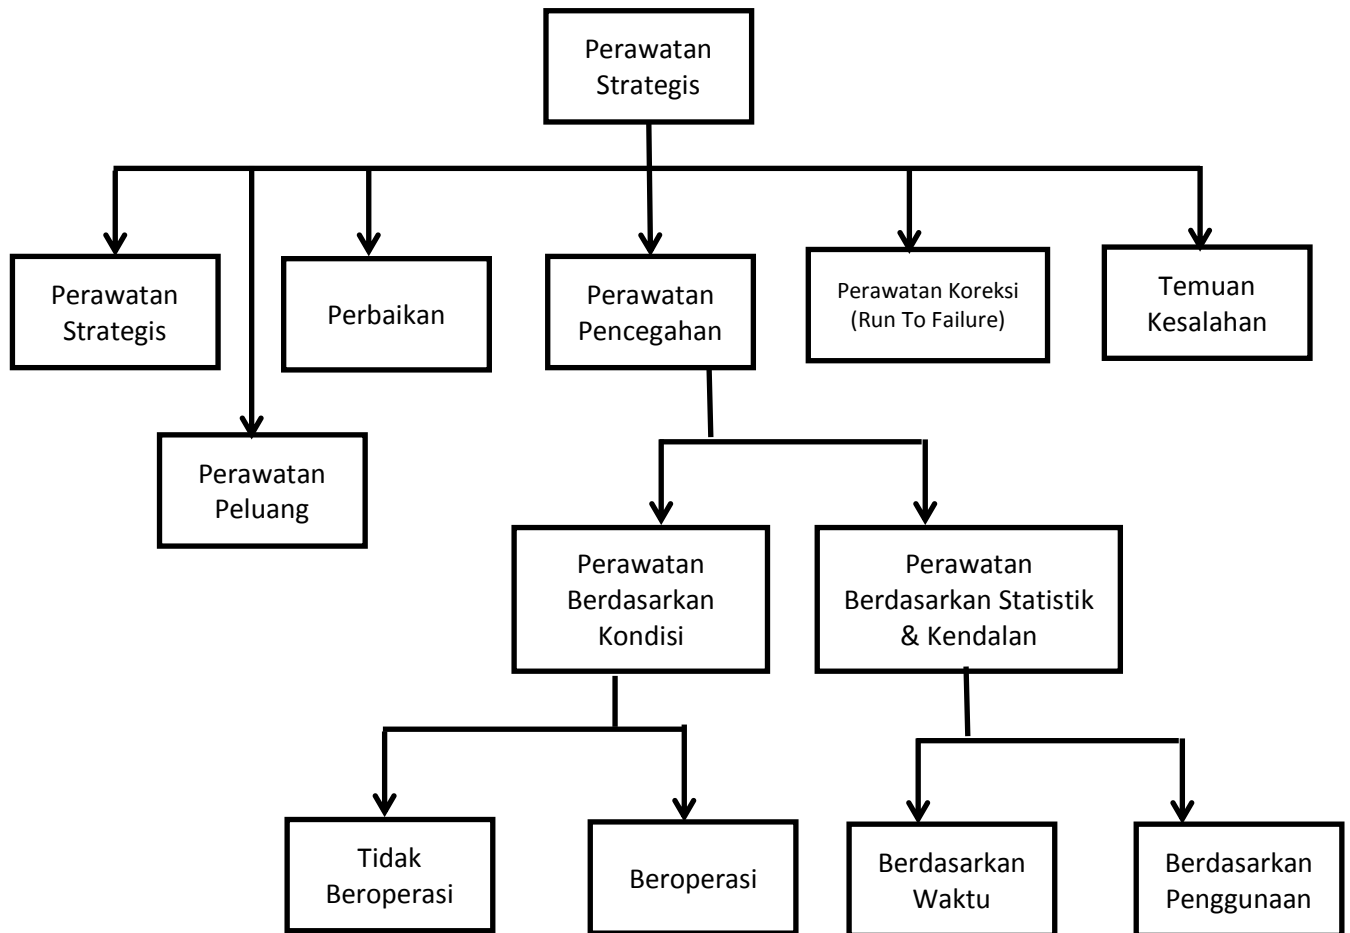 Perawatan
Strategis
Perawatan
Strategis
Perbaikan
Perawatan
Pencegahan
Perawatan Koreksi
(Run To Failure)
Temuan
Kesalahan
Perawatan
Peluang
Perawatan
Berdasarkan
Kondisi
Perawatan
Berdasarkan Statistik
& Kendalan
Tidak
Beroperasi
Beroperasi
Berdasarkan
Waktu
Berdasarkan
Penggunaan